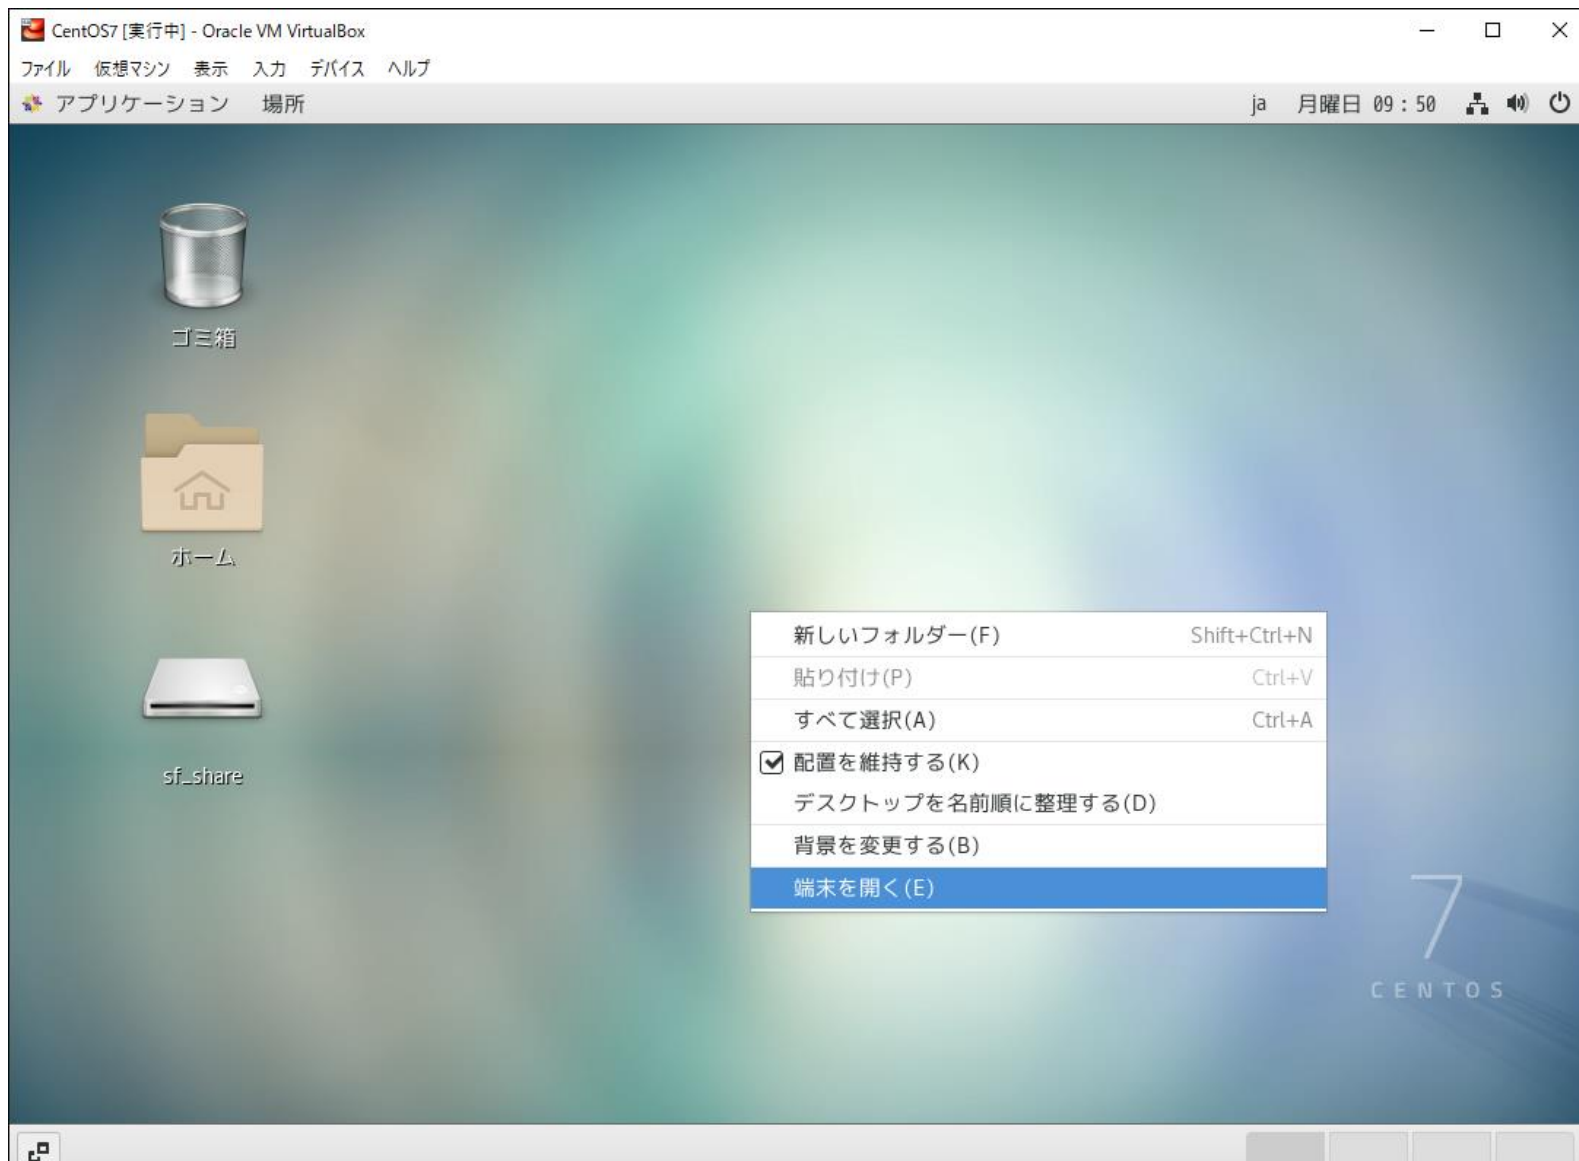 CentOS7 [実行中] - Oracle VM VirtualBox
ファイル 仮想マシン 表示 入力 デバイス ヘルプ
アプリケーション 場所 ja 月曜日 09：50
ゴミ箱
ホーム
sf_share
新しいフォルダー(F) Shift+Ctrl+N
貼り付け(P) Ctrl+V
すべて選択(A) Ctrl+A
配置を維持する(K)
デスクトップを名前順に整理する(D)
背景を変更する(B)
端末を開く(E)
7
CENTOS